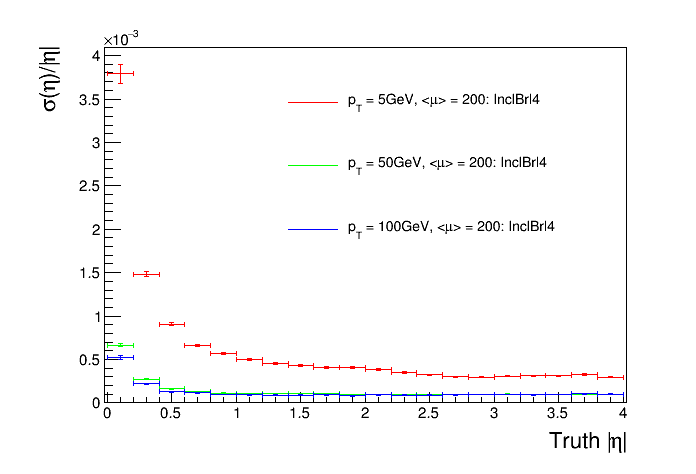 ×10⁻³
σ(η)/|η|
4
3.5
3
2.5
2
1.5
1
0.5
0
p_T = 5GeV, <μ> = 200: InclBrl4
p_T = 50GeV, <μ> = 200: InclBrl4
p_T = 100GeV, <μ> = 200: InclBrl4
0 0.5 1 1.5 2 2.5 3 3.5 4
Truth |η|